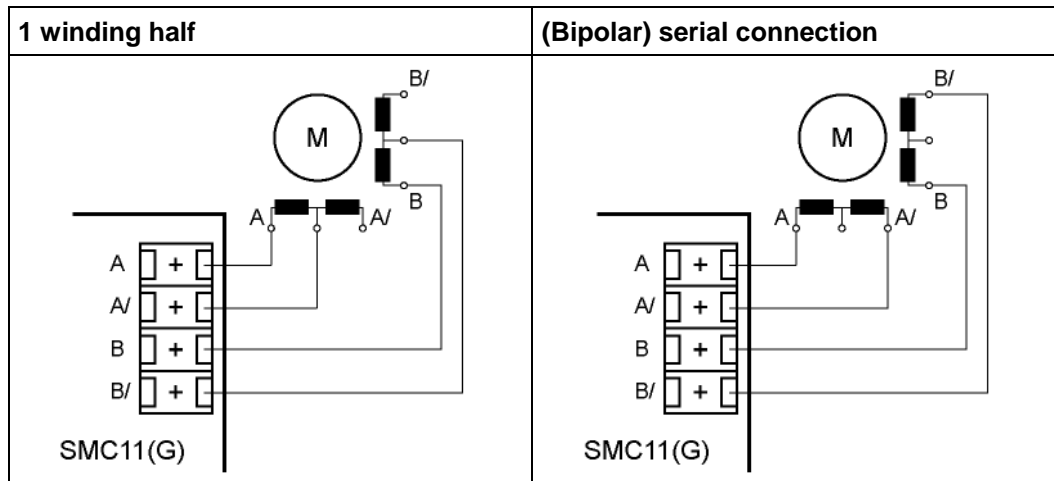 1 winding half
(Bipolar) serial connection
B/
M
B
A
A/
A +
A/ +
B +
B/ +
SMC11(G)
B/
M
B
A
A/
A +
A/ +
B +
B/ +
SMC11(G)